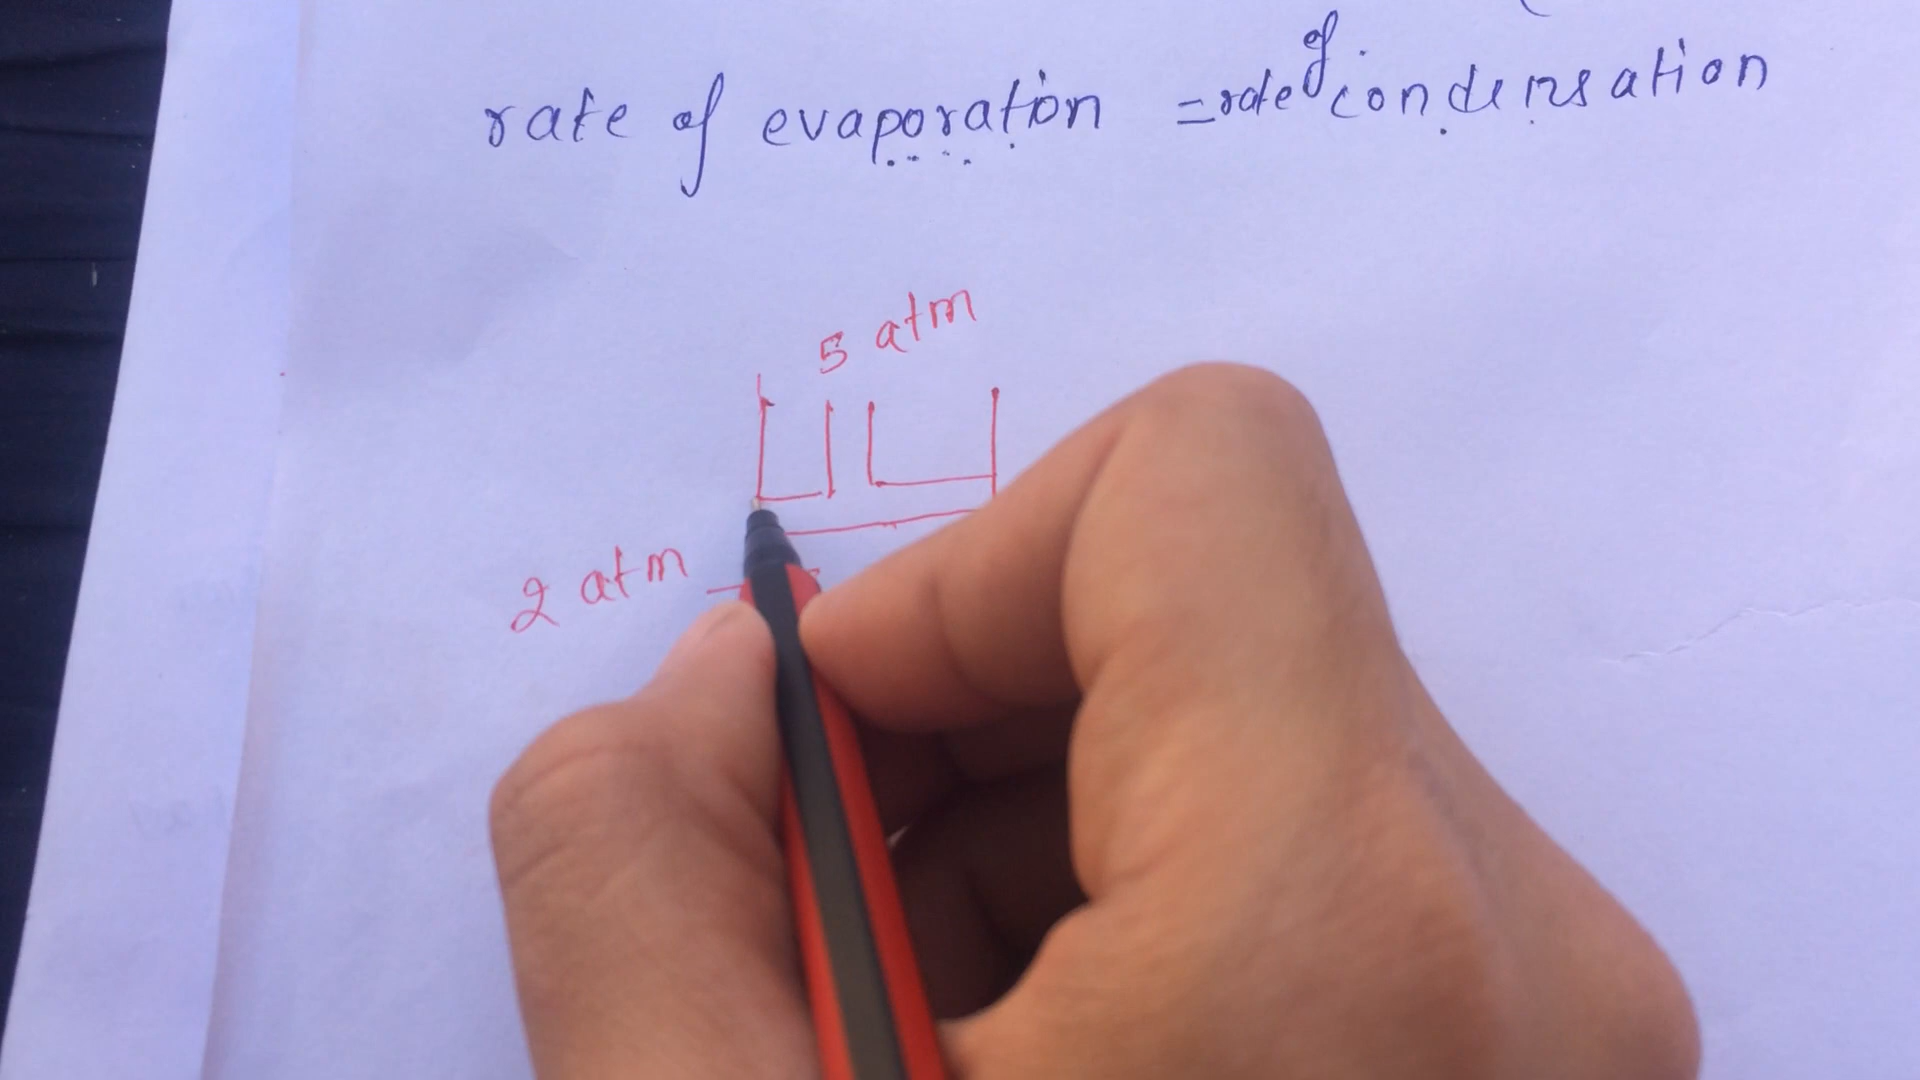 rate of evaporation = rate of condensation
5 atm
2 atm